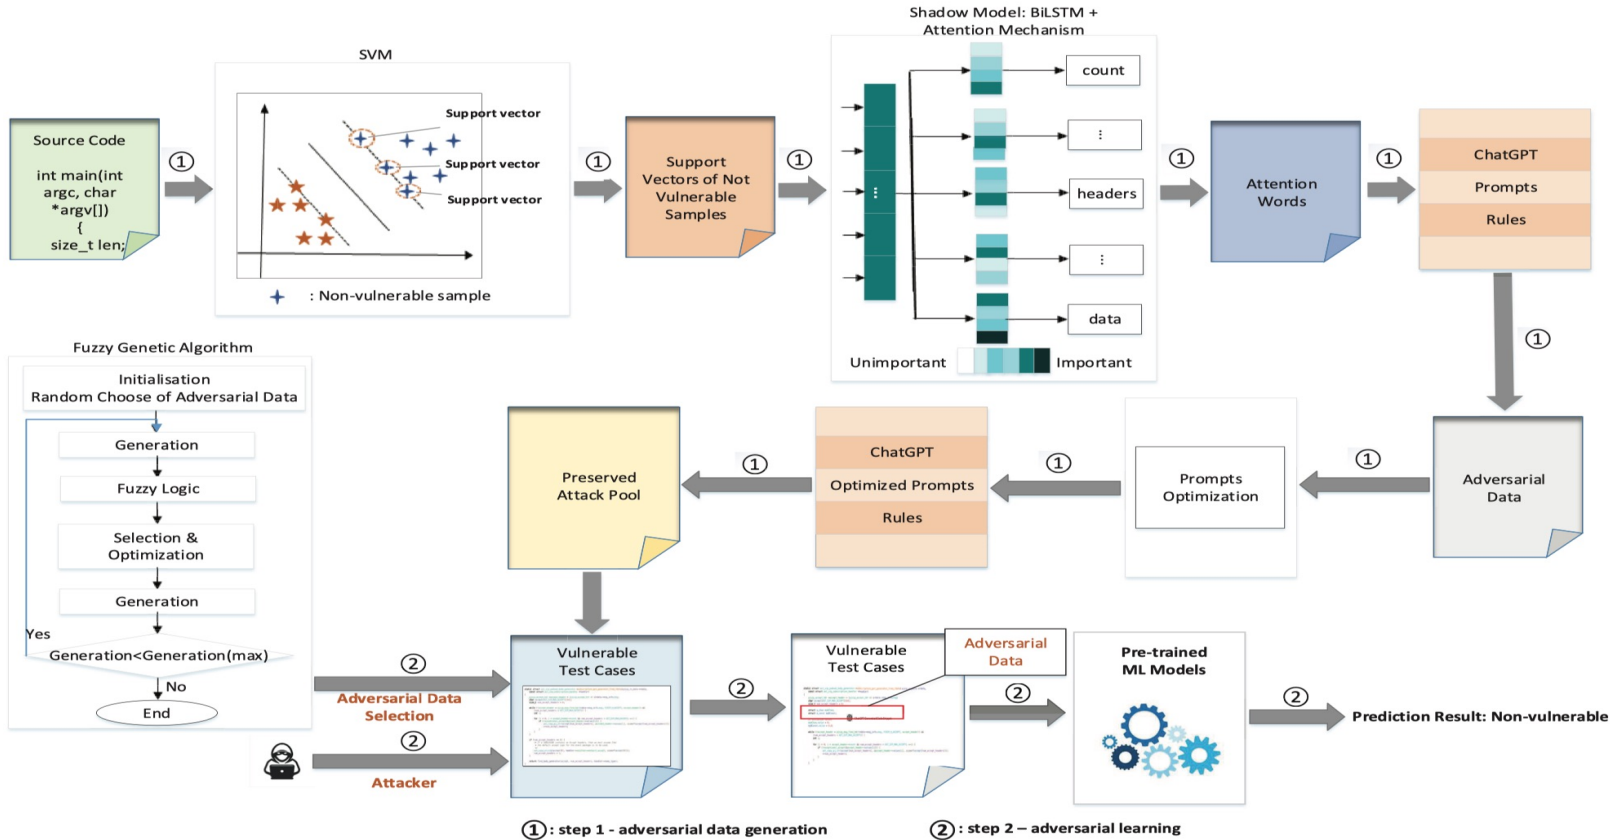 Shadow Model: BiLSTM +
Attention Mechanism
SVM
Source Code
int main(int
argc, char
*argv[])
{
size_t len;
①
Support vector
Support vector
Support vector
: Non-vulnerable sample
①
Support
Vectors of Not
Vulnerable
Samples
①
...
count
...
headers
...
data
Unimportant
Important
①
Attention
Words
①
ChatGPT
Prompts
Rules
①
Adversarial
Data
①
Prompts
Optimization
①
ChatGPT
Optimized Prompts
Rules
①
Preserved
Attack Pool
Fuzzy Genetic Algorithm
Initialisation
Random Choose of Adversarial Data
Generation
Fuzzy Logic
Selection &
Optimization
Generation
Yes
Generation<Generation(max)
No
End
②
Adversarial Data
Selection
②
Attacker
Vulnerable
Test Cases
②
Vulnerable
Test Cases
Adversarial
Data
②
Pre-trained
ML Models
②
Prediction Result: Non-vulnerable
①: step 1 - adversarial data generation
②: step 2 – adversarial learning